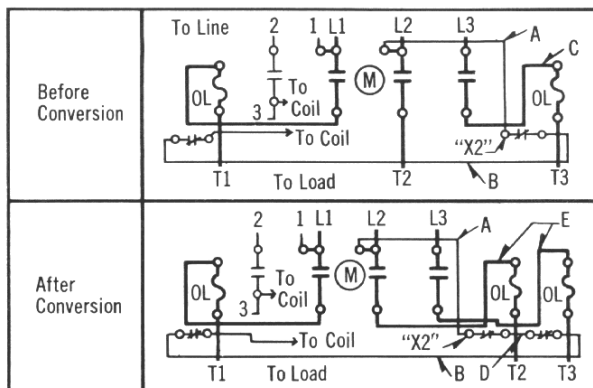 To Line
2
1
L1
L2
L3
A
C
Before
Conversion
OL
To
Coil
M
OL
3
To Coil
"X2"
T1
To Load
T2
B
T3
2
1
L1
L2
L3
A
E
After
Conversion
OL
To
Coil
M
OL
OL
3
To Coil
"X2"
D
T1
To Load
B
T2
T3